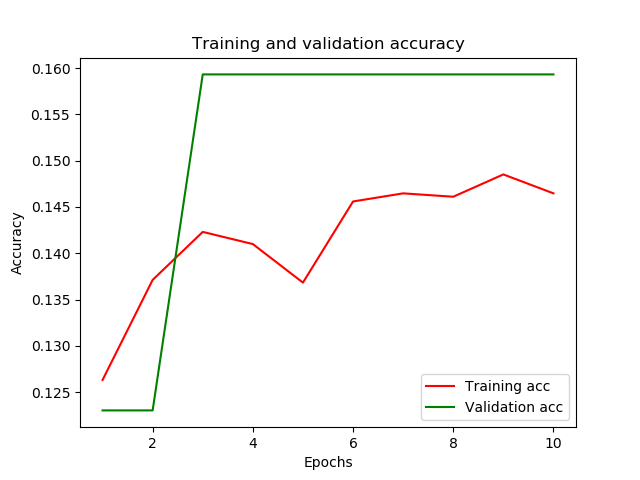 Training and validation accuracy
0.160
0.155
0.150
0.145
0.140
0.135
0.130
0.125
Accuracy
2 4 6 8 10
Epochs
Training acc
Validation acc